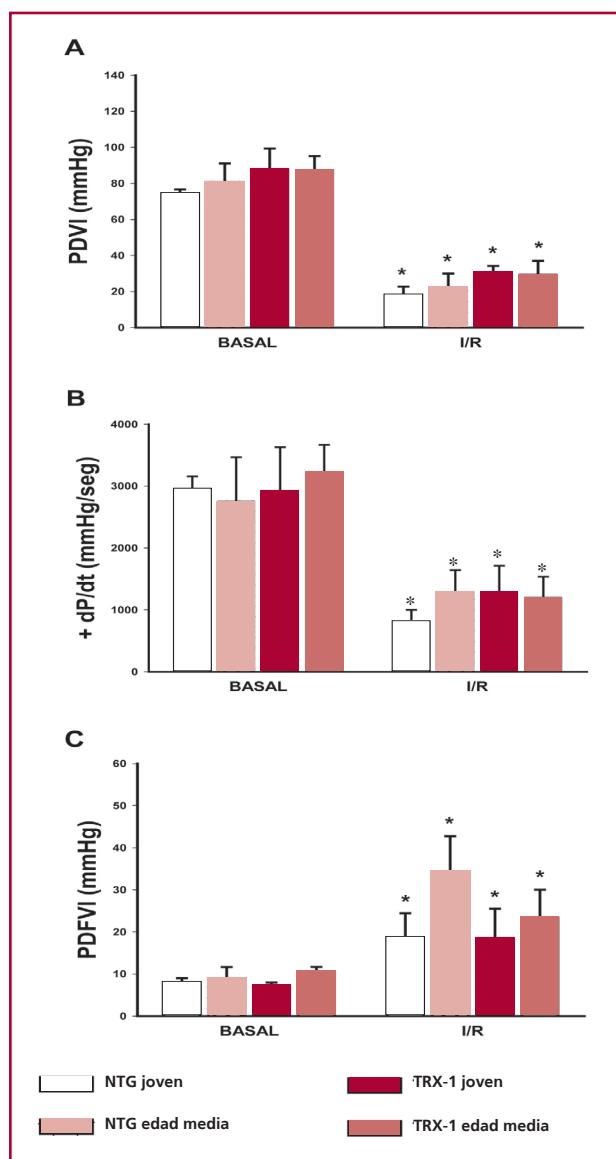 A
PDVI (mmHg)
140
120
100
80
60
40
20
0
* * * *
BASAL I/R
B
+ dP/dt (mmHg/seg)
4000
3000
2000
1000
0
* * * *
BASAL I/R
C
PDFVI (mmHg)
60
50
40
30
20
10
0
* * * *
BASAL I/R
NTG joven TRX-1 joven
NTG edad media TRX-1 edad media